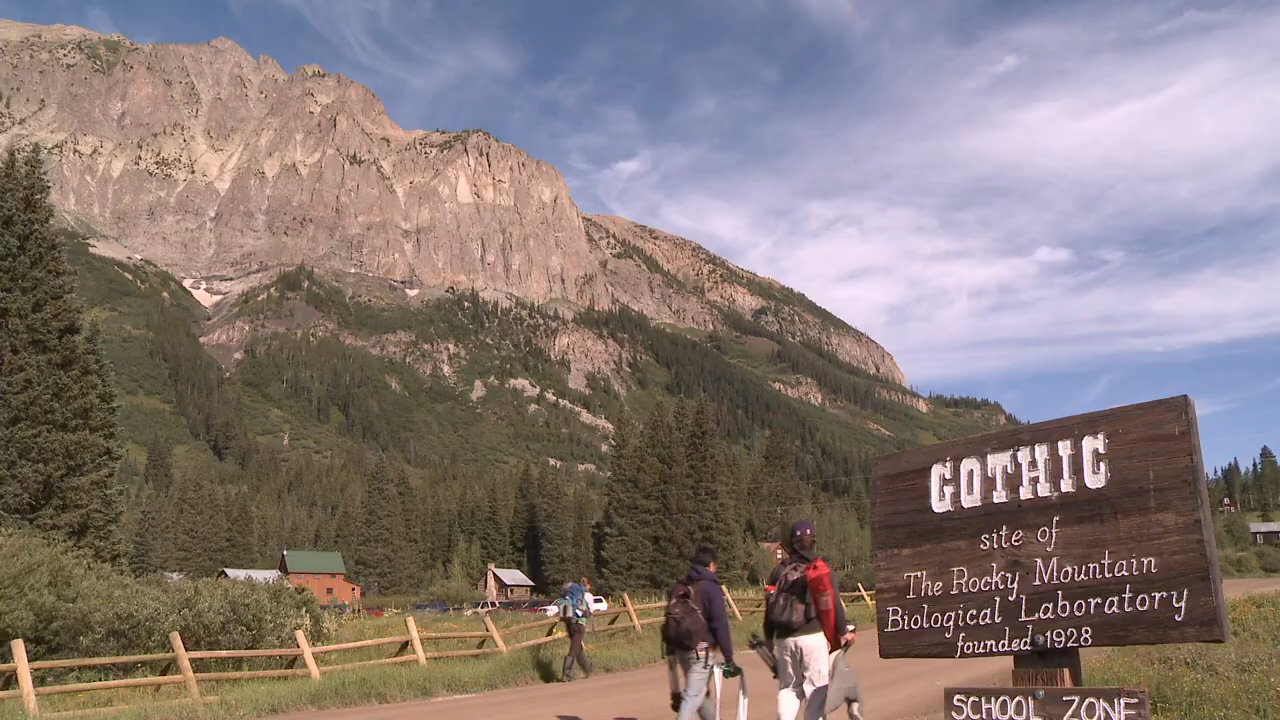 GOTHIC
site of
The Rocky Mountain
Biological Laboratory
founded 1928
SCHOOL ZONE